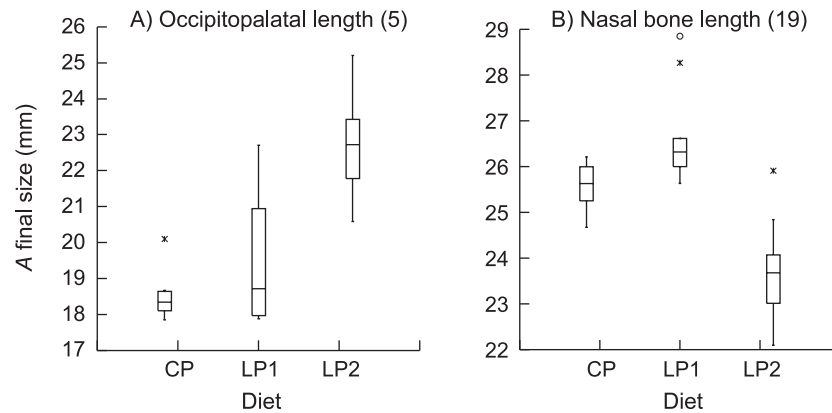 A) Occipitopalatal length (5)
A final size (mm)
26
25
24
23
22
21
20
19
18
17
CP LP1 LP2
Diet
B) Nasal bone length (19)
29
28
27
26
25
24
23
22
CP LP1 LP2
Diet